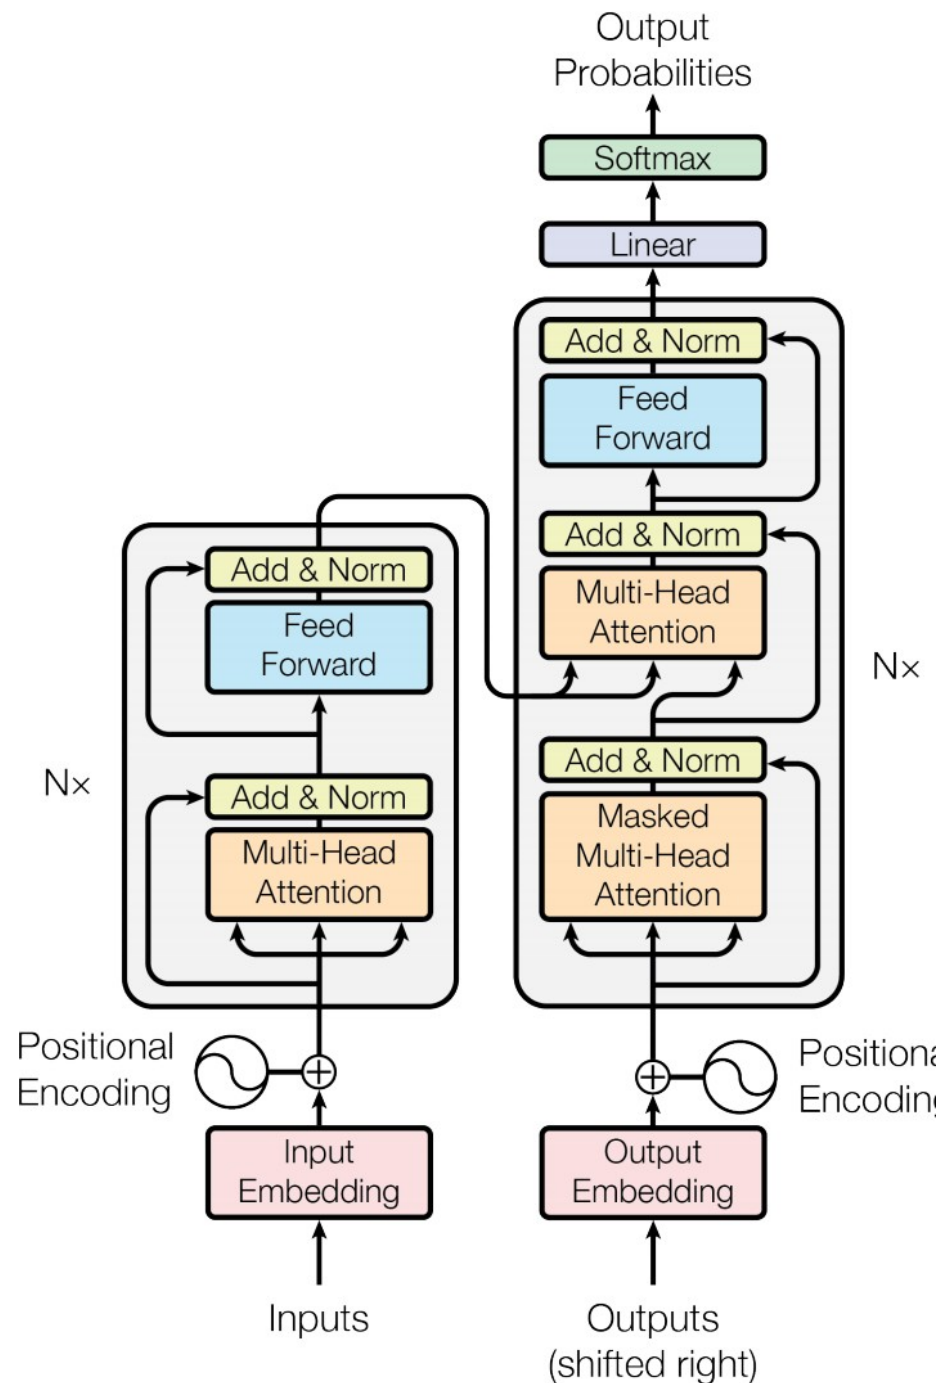 Output
Probabilities
Softmax
Linear
Add & Norm
Feed
Forward
Add & Norm
Multi-Head
Attention
Add & Norm
Masked
Multi-Head
Attention
Nx
Add & Norm
Feed
Forward
Add & Norm
Multi-Head
Attention
N×
Positional
Encoding
Positiona
Encoding
Input
Embedding
Output
Embedding
Inputs
Outputs
(shifted right)